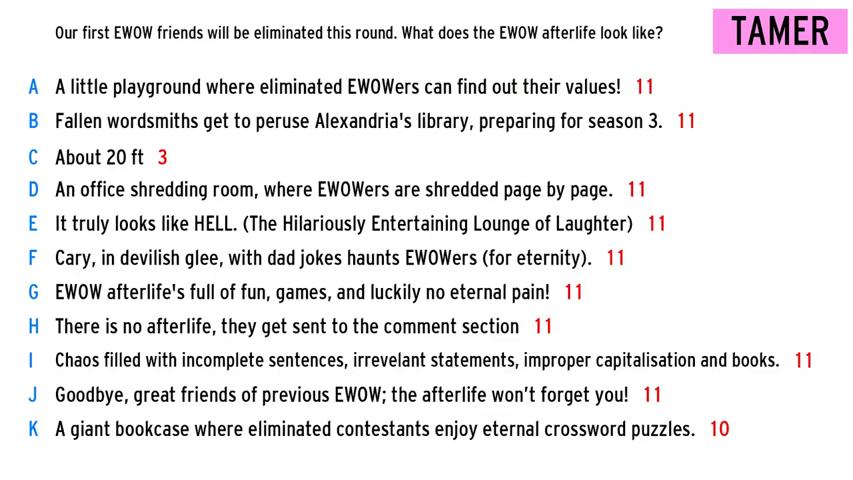 Our first EWOW friends will be eliminated this round. What does the EWOW afterlife look like?
TAMER
A A little playground where eliminated EWOWers can find out their values! 11
B Fallen wordsmiths get to peruse Alexandria's library, preparing for season 3. 11
C About 20 ft 3
D An office shredding room, where EWOWers are shredded page by page. 11
E It truly looks like HELL. (The Hilariously Entertaining Lounge of Laughter) 11
F Cary, in devilish glee, with dad jokes haunts EWOWers (for eternity). 11
G EWOW afterlife's full of fun, games, and luckily no eternal pain! 11
H There is no afterlife, they get sent to the comment section 11
I Chaos filled with incomplete sentences, irrevelant statements, improper capitalisation and books. 11
J Goodbye, great friends of previous EWOW; the afterlife won’t forget you! 11
K A giant bookcase where eliminated contestants enjoy eternal crossword puzzles. 10